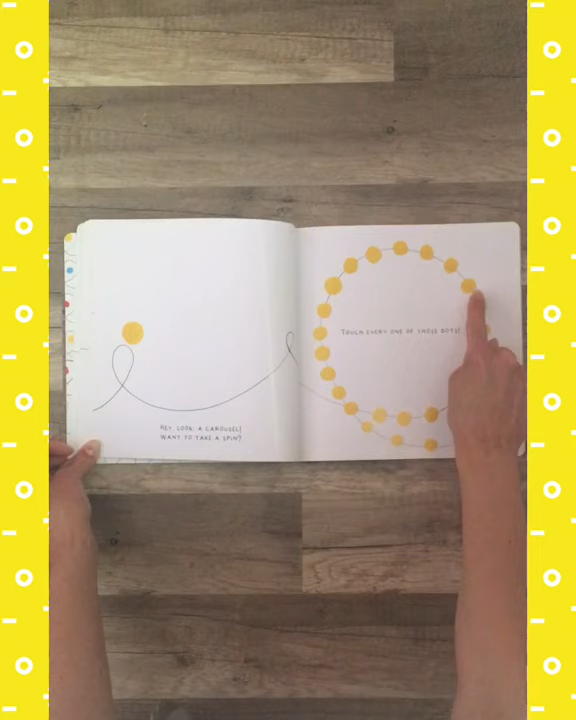 HEY, LOOK: A CAROUSEL!
WANT TO TAKE A SPIN?
TOUCH EVERY ONE OF THESE DOTS!